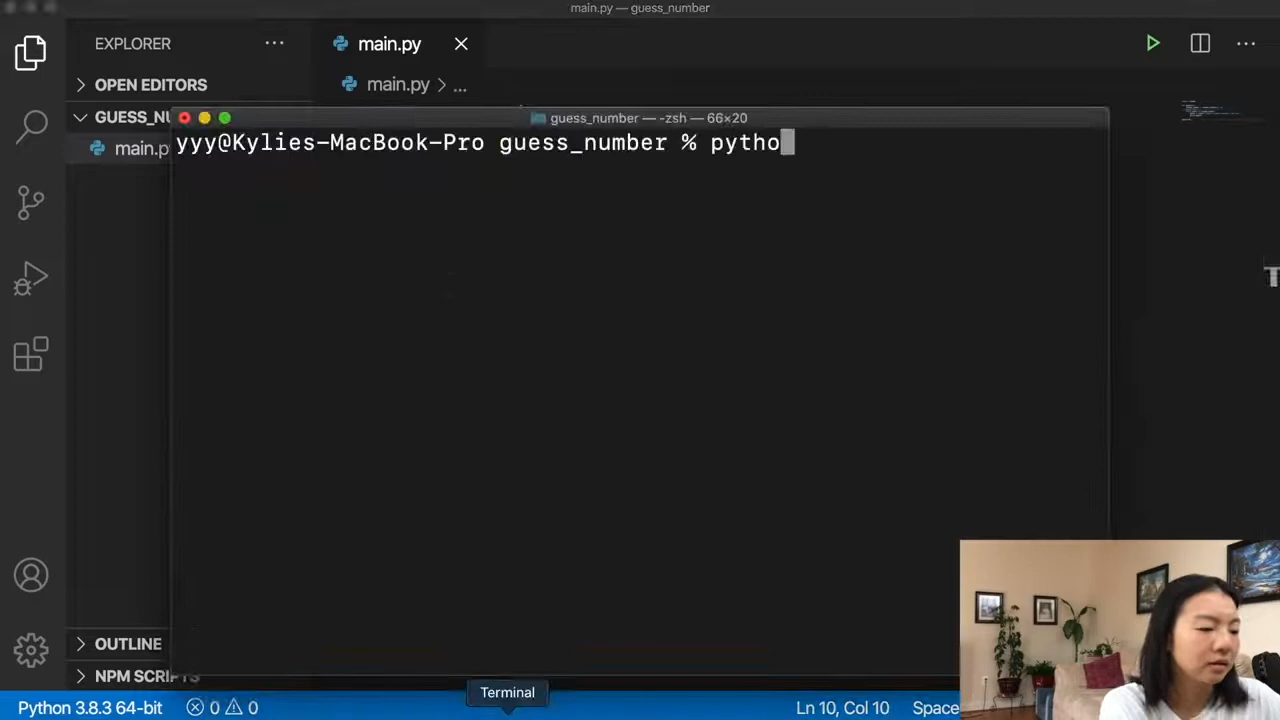 main.py — guess_number
EXPLORER
main.py
OPEN EDITORS
main.py > ...
GUESS_NU
guess_number — -zsh — 66×20
main.p
yyy@Kylies-MacBook-Pro guess_number % pytho
OUTLINE
NPM SCRIPTS
Terminal
Python 3.8.3 64-bit
0
0
Ln 10, Col 10
Space